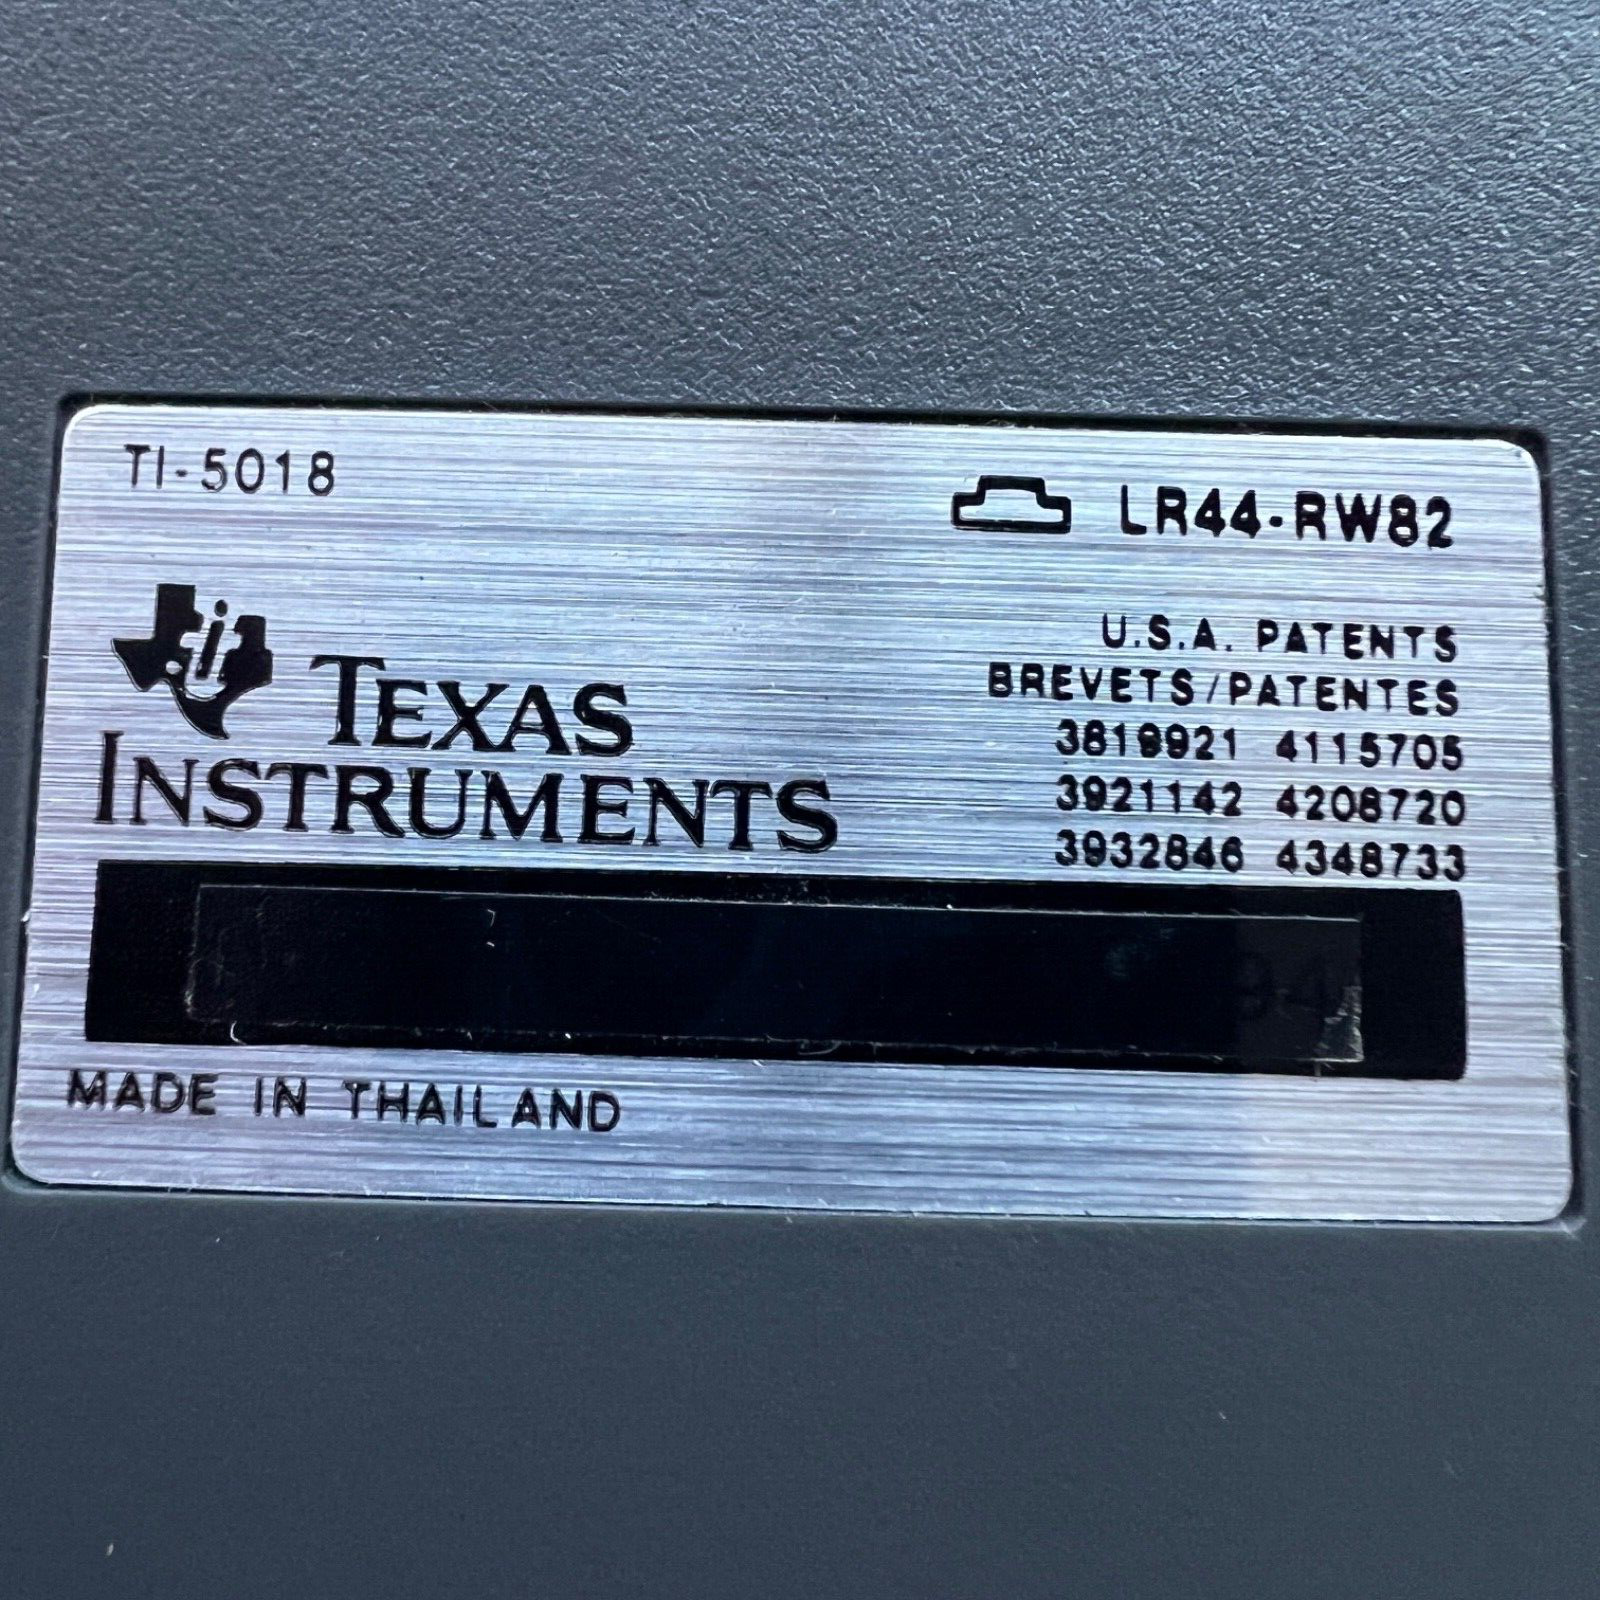 TI-5018
LR44-RW82
TEXAS
INSTRUMENTS
U.S.A. PATENTS
BREVETS/PATENTES
3819921 4115705
3921142 4208720
3932846 4348733
MADE IN THAILAND